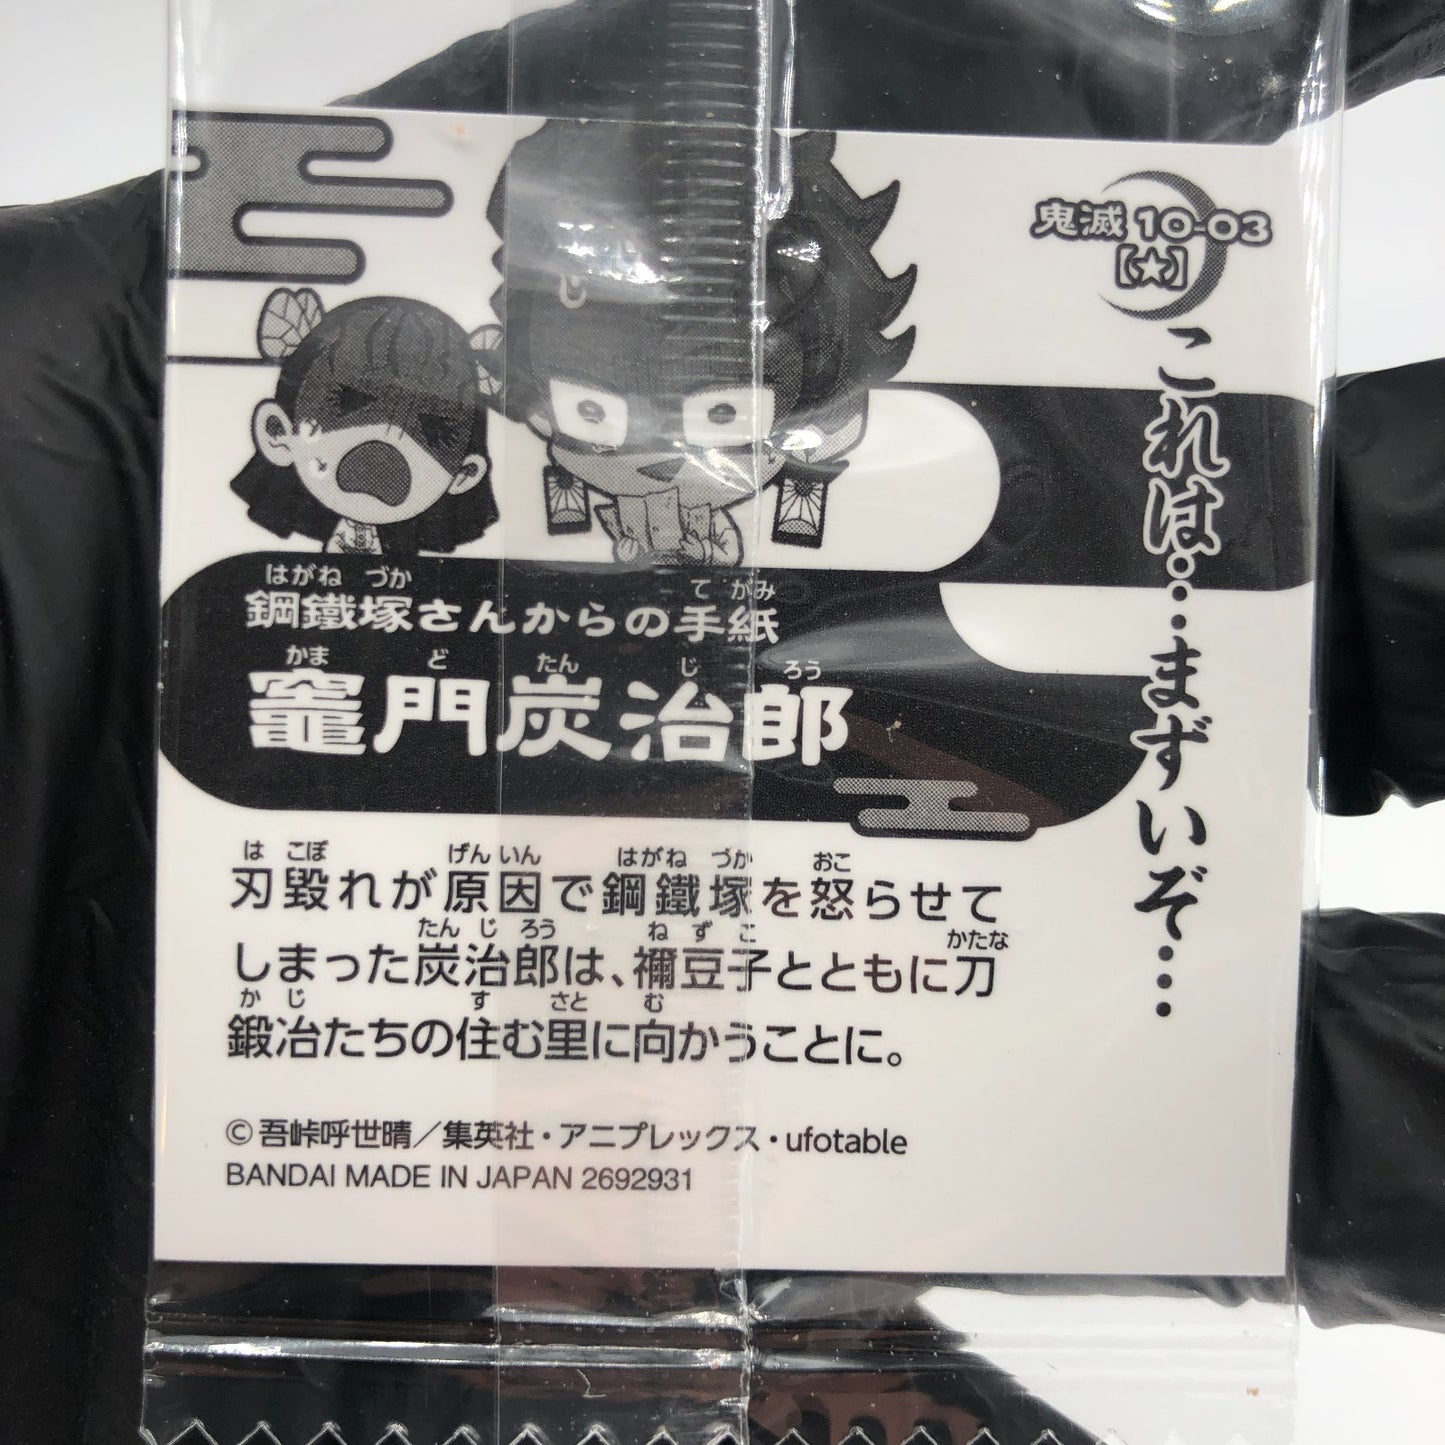 鬼滅 10-03
【★】
これは…まずいぞ…
はがねづか てがみ
鋼鐵塚さんからの手紙
かまど たんじろう
竈門炭治郎
は こぼ げんいん はがねづか おこ
刃毀れが原因で鋼鐵塚を怒らせて
たんじろう ねずこ かたな
しまった炭治郎は、禰豆子とともに刀
かじ す さと む
鍛冶たちの住む里に向かうことに。
©吾峠呼世晴／集英社・アニプレックス・ufotable
BANDAI MADE IN JAPAN 2692931